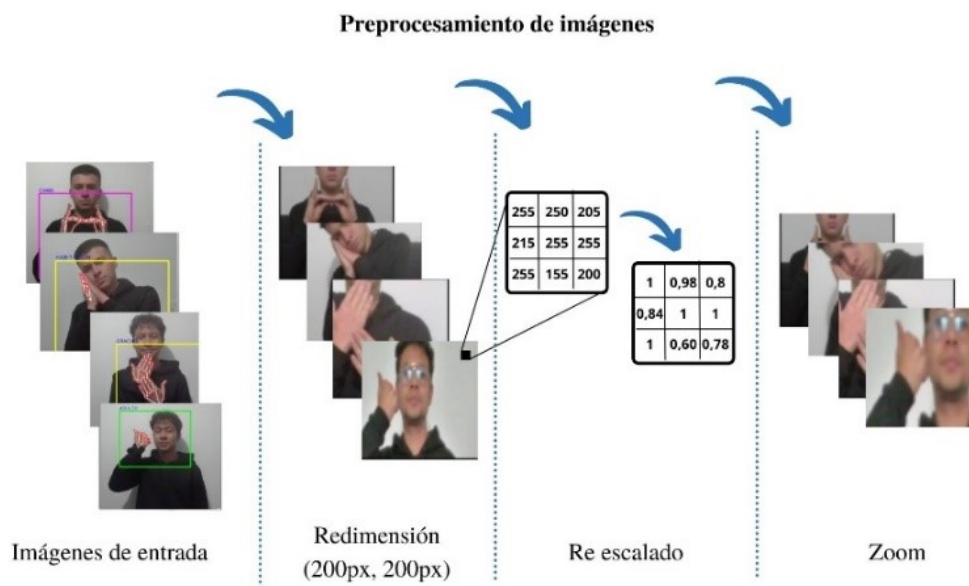 Preprocesamiento de imágenes
255 250 205
215 255 255
255 155 200
1 0,98 0,8
0,84 1 1
1 0,60 0,78
Imágenes de entrada
Redimensión
(200px, 200px)
Re escalado
Zoom